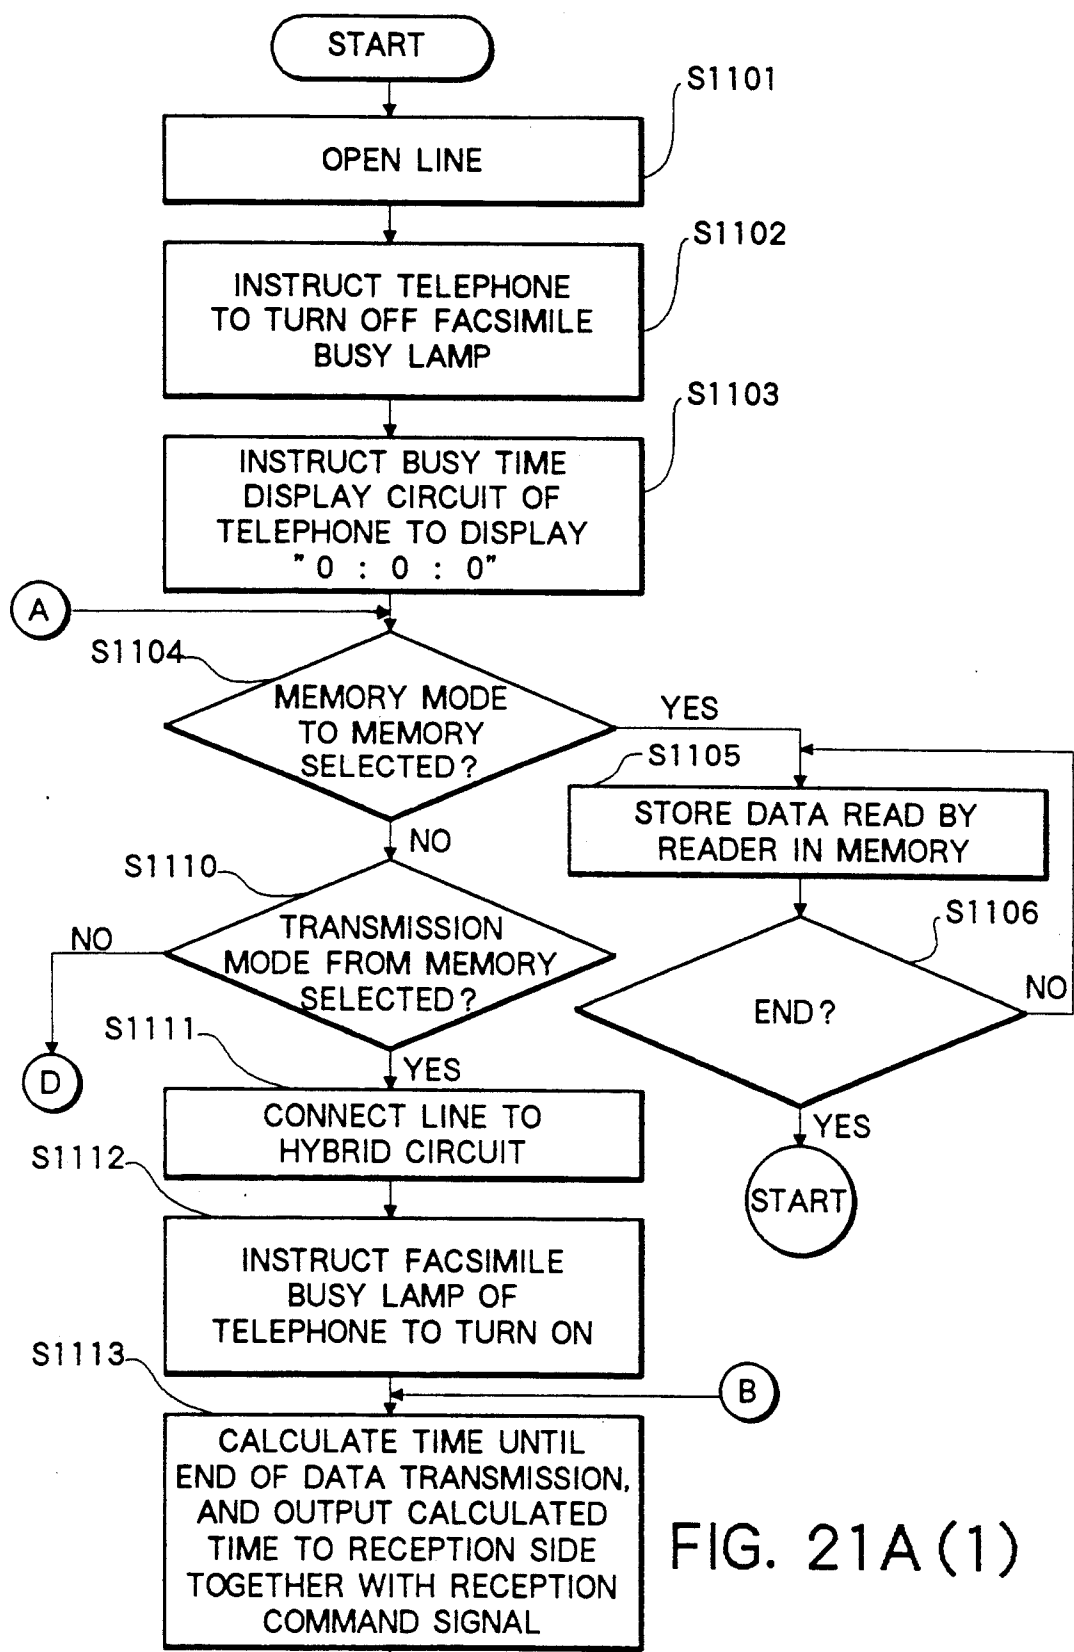 START
S1101
OPEN LINE
S1102
INSTRUCT TELEPHONE
TO TURN OFF FACSIMILE
BUSY LAMP
S1103
INSTRUCT BUSY TIME
DISPLAY CIRCUIT OF
TELEPHONE TO DISPLAY
"0 : 0 : 0"
A
S1104
MEMORY MODE
TO MEMORY
SELECTED?
YES
S1105
STORE DATA READ BY
READER IN MEMORY
NO
S1110
TRANSMISSION
MODE FROM MEMORY
SELECTED?
NO
S1106
END?
NO
D
S1111
YES
CONNECT LINE TO
HYBRID CIRCUIT
YES
START
S1112
INSTRUCT FACSIMILE
BUSY LAMP OF
TELEPHONE TO TURN ON
S1113
B
CALCULATE TIME UNTIL
END OF DATA TRANSMISSION,
AND OUTPUT CALCULATED
TIME TO RECEPTION SIDE
TOGETHER WITH RECEPTION
COMMAND SIGNAL
FIG. 21A(1)